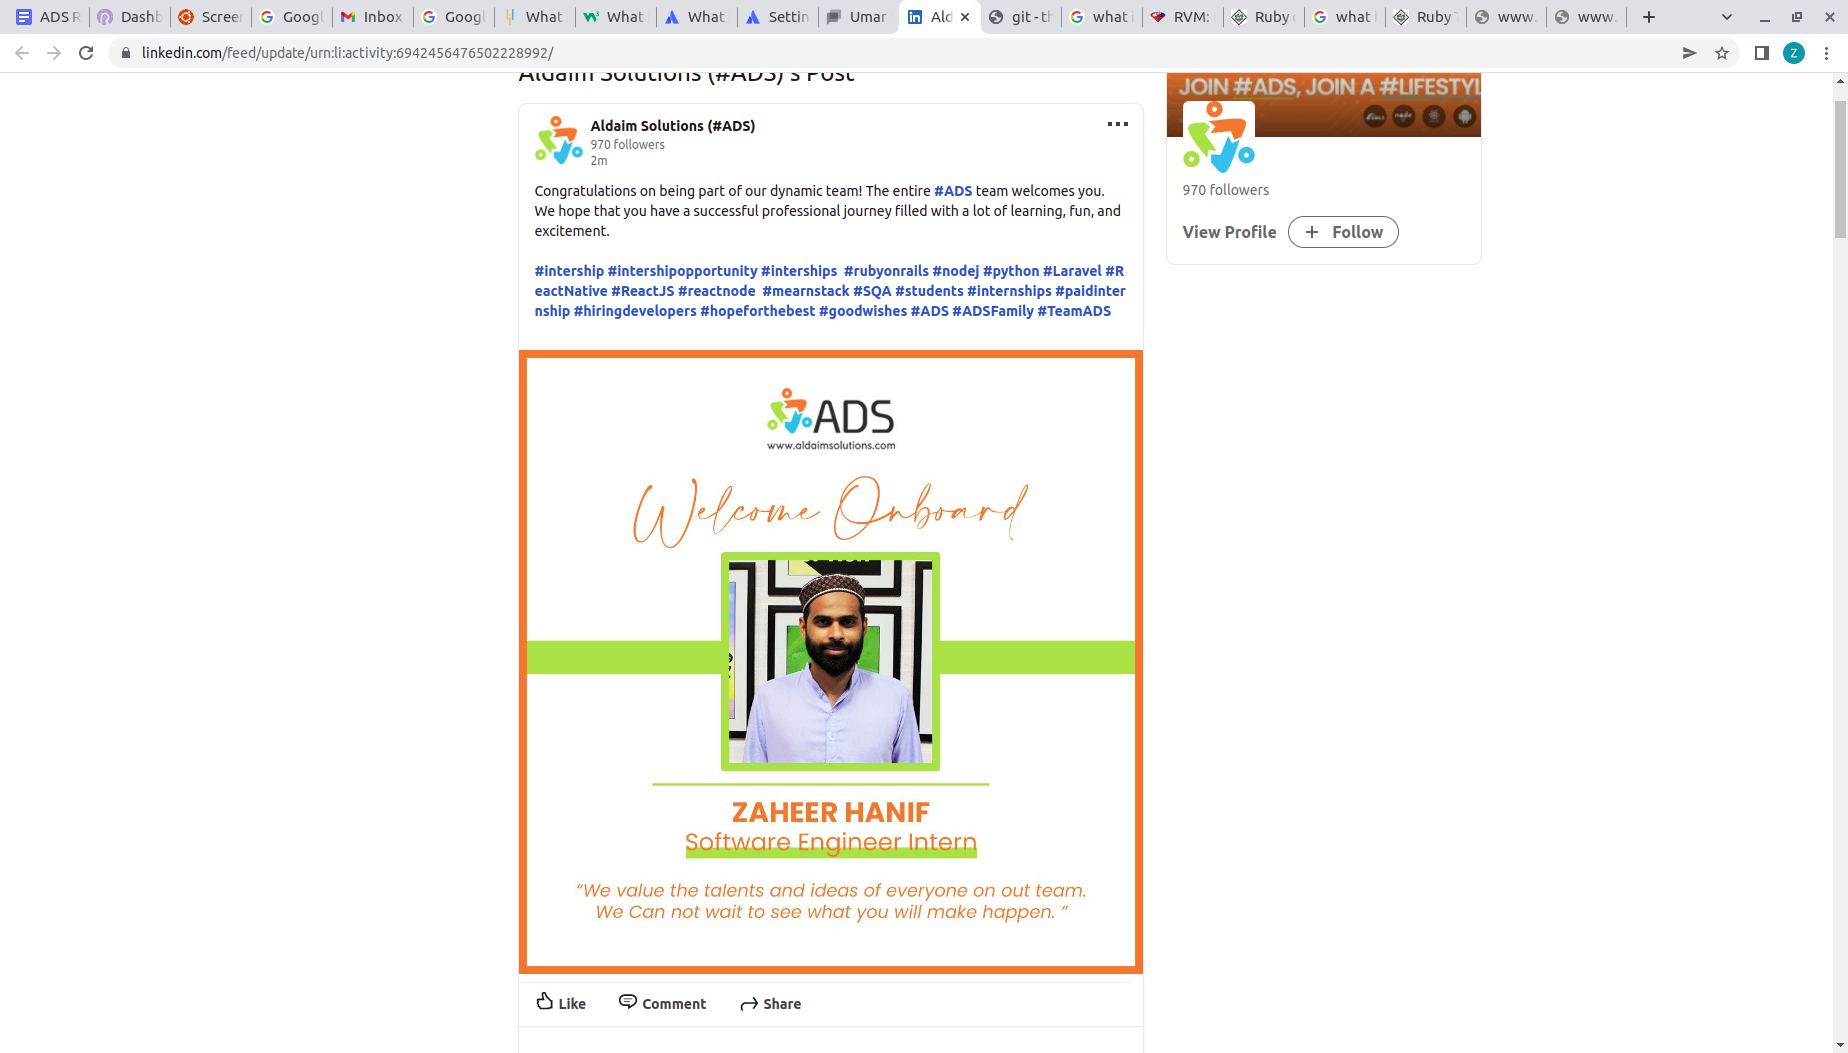 ADS R
Dashb
Screer
Googl
Inbox
Googl
What
What
What
Settin
Umar
Ald
git - th
what i
RVM:
Ruby
what i
Ruby T
www.
www.
linkedin.com/feed/update/urn:li:activity:6942456476502228992/
Z
Aldaim Solutions (#ADS)'s Post
Aldaim Solutions (#ADS)
970 followers
2m
Congratulations on being part of our dynamic team! The entire #ADS team welcomes you.
We hope that you have a successful professional journey filled with a lot of learning, fun, and
excitement.
#intership #intershipopportunity #interships #rubyonrails #nodej #python #Laravel #R
eactNative #ReactJS #reactnode #mearnstack #SQA #students #internships #paidinter
nship #hiringdevelopers #hopeforthebest #goodwishes #ADS #ADSFamily #TeamADS
ADS
www.aldaimsolutions.com
Welcome Onboard
ZAHEER HANIF
Software Engineer Intern
“We value the talents and ideas of everyone on out team.
We Can not wait to see what you will make happen. ”
Like
Comment
Share
JOIN #ADS, JOIN A #LIFESTYL
970 followers
View Profile
+ Follow